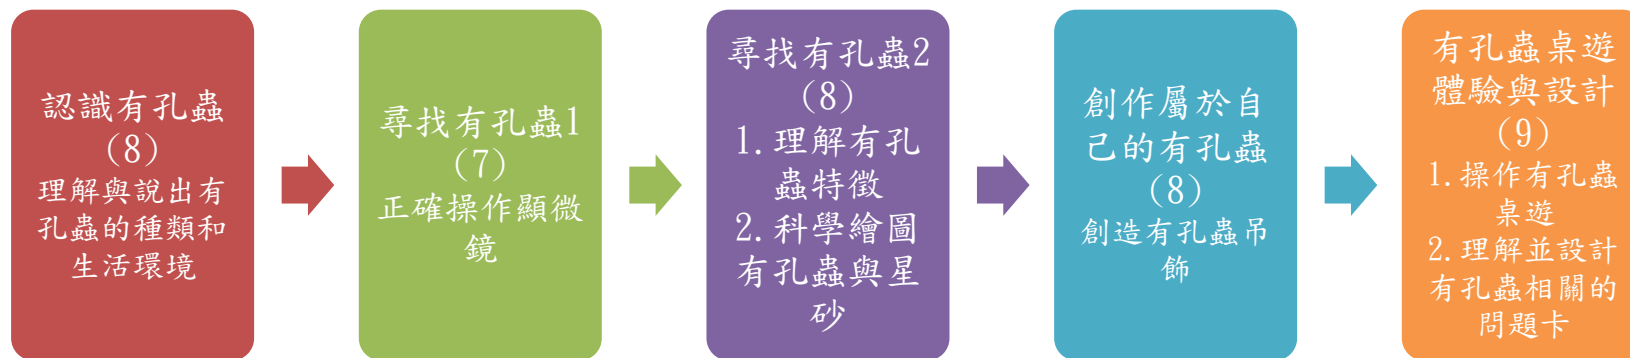 認識有孔蟲
(8)
理解與說出有
孔蟲的種類和
生活環境
尋找有孔蟲1
(7)
正確操作顯微
鏡
尋找有孔蟲2
(8)
1.理解有孔
蟲特徵
2.科學繪圖
有孔蟲與星
砂
創作屬於自
己的有孔蟲
(8)
創造有孔蟲吊
飾
有孔蟲桌遊
體驗與設計
(9)
1.操作有孔蟲
桌遊
2.理解並設計
有孔蟲相關的
問題卡